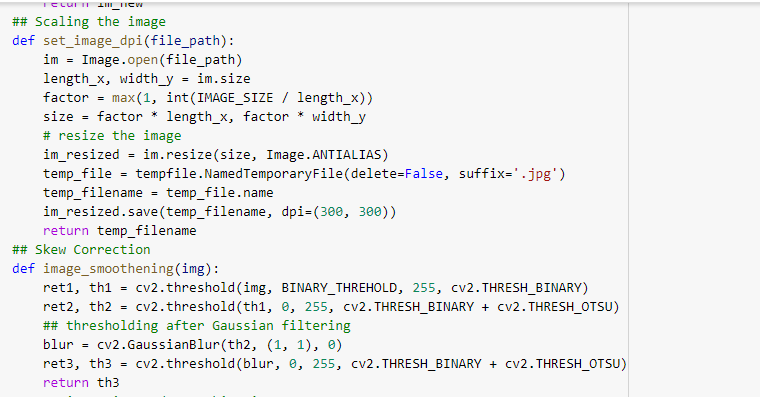 return im_new
## Scaling the image
def set_image_dpi(file_path):
    im = Image.open(file_path)
    length_x, width_y = im.size
    factor = max(1, int(IMAGE_SIZE / length_x))
    size = factor * length_x, factor * width_y
    # resize the image
    im_resized = im.resize(size, Image.ANTIALIAS)
    temp_file = tempfile.NamedTemporaryFile(delete=False, suffix='.jpg')
    temp_filename = temp_file.name
    im_resized.save(temp_filename, dpi=(300, 300))
    return temp_filename
## Skew Correction
def image_smoothening(img):
    ret1, th1 = cv2.threshold(img, BINARY_THREHOLD, 255, cv2.THRESH_BINARY)
    ret2, th2 = cv2.threshold(th1, 0, 255, cv2.THRESH_BINARY + cv2.THRESH_OTSU)
    ## thresholding after Gaussian filtering
    blur = cv2.GaussianBlur(th2, (1, 1), 0)
    ret3, th3 = cv2.threshold(blur, 0, 255, cv2.THRESH_BINARY + cv2.THRESH_OTSU)
    return th3